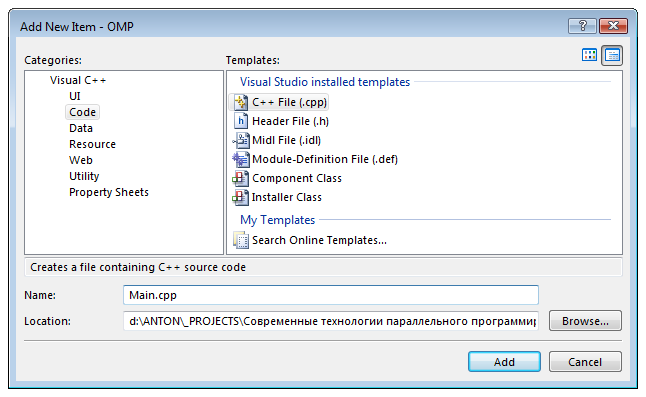 Add New Item - OMP
Categories:
Templates:
Visual C++
UI
Code
Data
Resource
Web
Utility
Property Sheets
Visual Studio installed templates
C++ File (.cpp)
Header File (.h)
Midl File (.idl)
Module-Definition File (.def)
Component Class
Installer Class
My Templates
Search Online Templates...
Creates a file containing C++ source code
Name:
Main.cpp
Location:
d:\ANTON\_PROJECTS\Современные технологии параллельного программир
Browse...
Add
Cancel